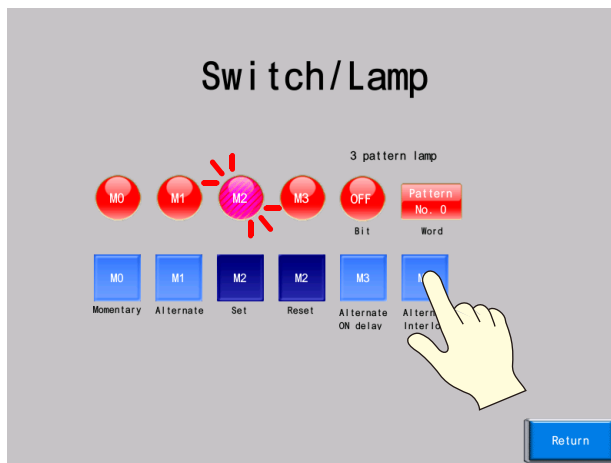 Switch/Lamp
3 pattern lamp
M0 M1 M2 M3 OFF Pattern
No. 0
Bit Word
M0 M1 M2 M2 M3
Momentary Alternate Set Reset Alternate
ON delay
Return